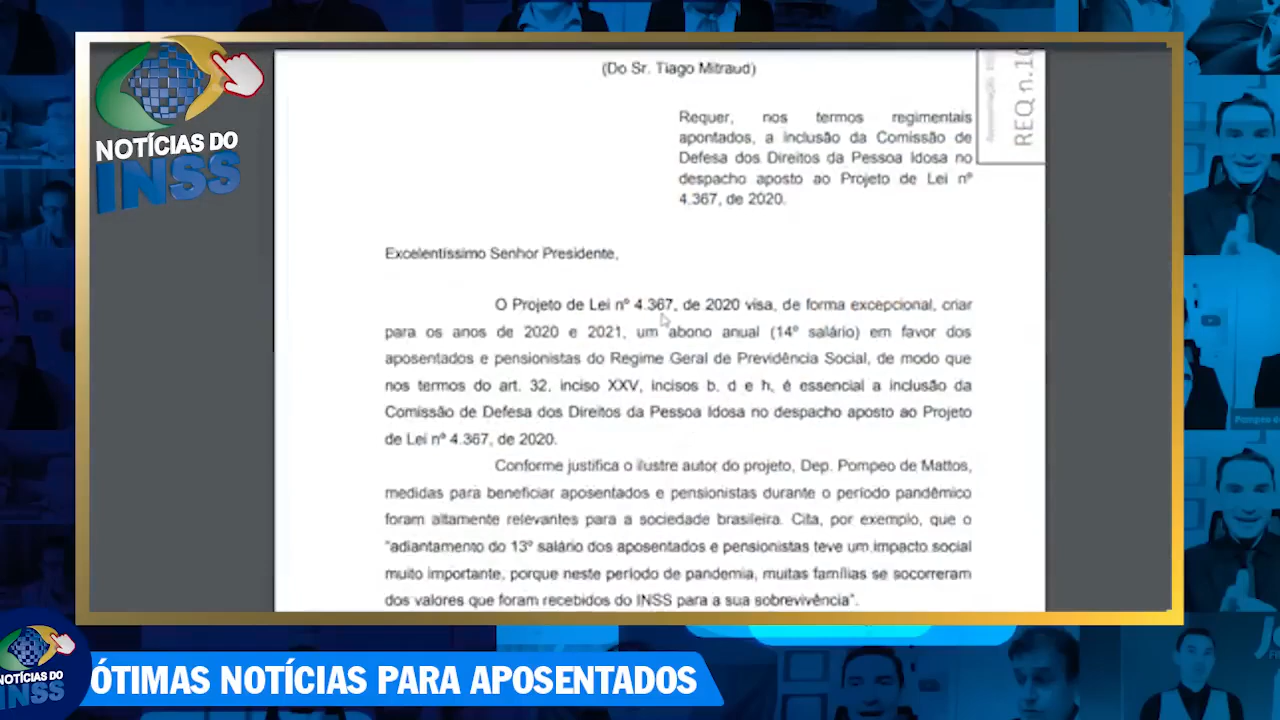 NOTÍCIAS DO
INSS
(Do Sr. Tiago Mitraud)
REQ n.10
Requer, nos termos regimentais
apontados, a inclusão da Comissão de
Defesa dos Direitos da Pessoa Idosa no
despacho aposto ao Projeto de Lei nº
4.367, de 2020.
Excelentíssimo Senhor Presidente,
O Projeto de Lei nº 4.367, de 2020 visa, de forma excepcional, criar
para os anos de 2020 e 2021, um abono anual (14º salário) em favor dos
aposentados e pensionistas do Regime Geral de Previdência Social, de modo que
nos termos do art. 32, inciso XXV, incisos b, d e h, é essencial a inclusão da
Comissão de Defesa dos Direitos da Pessoa Idosa no despacho aposto ao Projeto
de Lei nº 4.367, de 2020.
Conforme justifica o ilustre autor do projeto, Dep. Pompeo de Mattos,
medidas para beneficiar aposentados e pensionistas durante o período pandêmico
foram altamente relevantes para a sociedade brasileira. Cita, por exemplo, que o
"adiantamento do 13º salário dos aposentados e pensionistas teve um impacto social
muito importante, porque neste período de pandemia, muitas famílias se socorreram
dos valores que foram recebidos do INSS para a sua sobrevivência".
NOTÍCIAS DO
INSS
ÓTIMAS NOTÍCIAS PARA APOSENTADOS